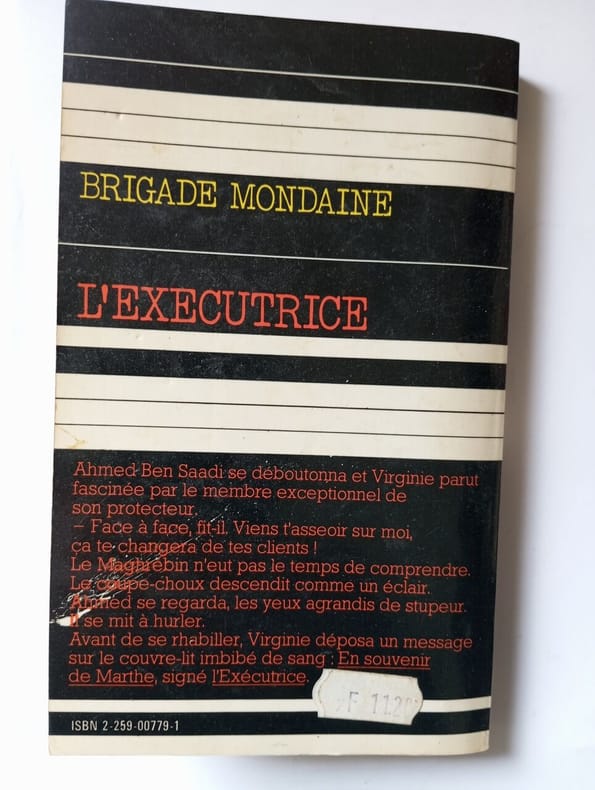 BRIGADE MONDAINE
L'EXECUTRICE
Ahmed Ben Saadi se déboutonna et Virginie parut
fascinée par le membre exceptionnel de
son protecteur.
– Face à face, fit-il. Viens t'asseoir sur moi,
ça te changera de tes clients !
Le Maghrébin n'eut pas le temps de comprendre.
Le coupe-choux descendit comme un éclair.
Ahmed se regarda, les yeux agrandis de stupeur.
Il se mit à hurler.
Avant de se rhabiller, Virginie déposa un message
sur le couvre-lit imbibé de sang : En souvenir
de Marthe, signé l'Exécutrice.
F 11.2
ISBN 2-259-00779-1